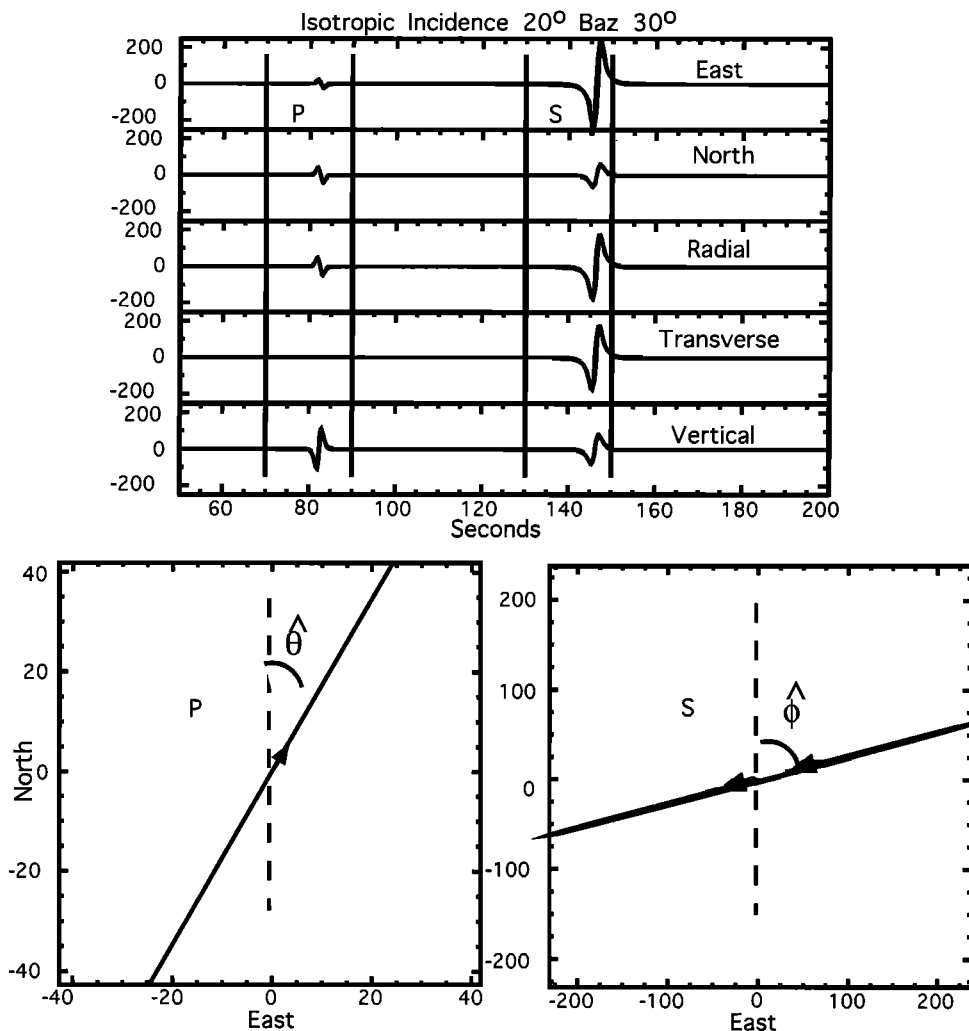 Isotropic Incidence 20° Baz 30°
200
0
-200
East
P
S
200
0
-200
North
200
0
-200
Radial
200
0
-200
Transverse
200
0
-200
Vertical
60 80 100 120 140 160 180 200
Seconds
40
20
0
-20
-40
North
θ̂
P
-40 -20 0 20 40
East
200
100
0
-100
-200
S
ϕ̂
-200 -100 0 100 200
East